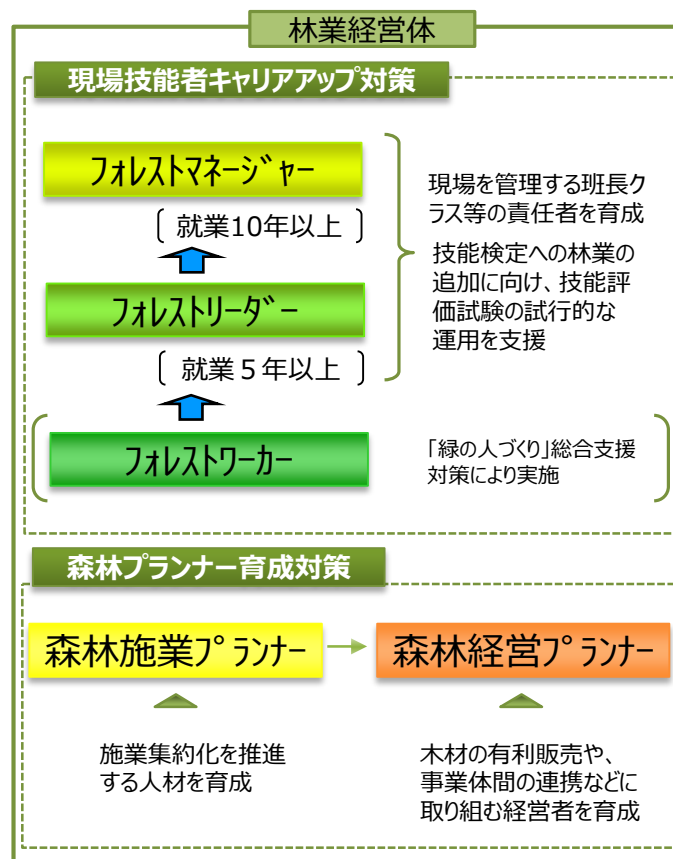 林業経営体
現場技能者キャリアアップ対策
フォレストマネージャー
就業10年以上
フォレストリーダー
就業５年以上
フォレストワーカー
現場を管理する班長ク
ラス等の責任者を育成
技能検定への林業の
追加に向け、技能評
価試験の試行的な
運用を支援
「緑の人づくり」総合支援
対策により実施
森林プランナー育成対策
森林施業プランナー
森林経営プランナー
施業集約化を推進
する人材を育成
木材の有利販売や、
事業体間の連携などに
取り組む経営者を育成